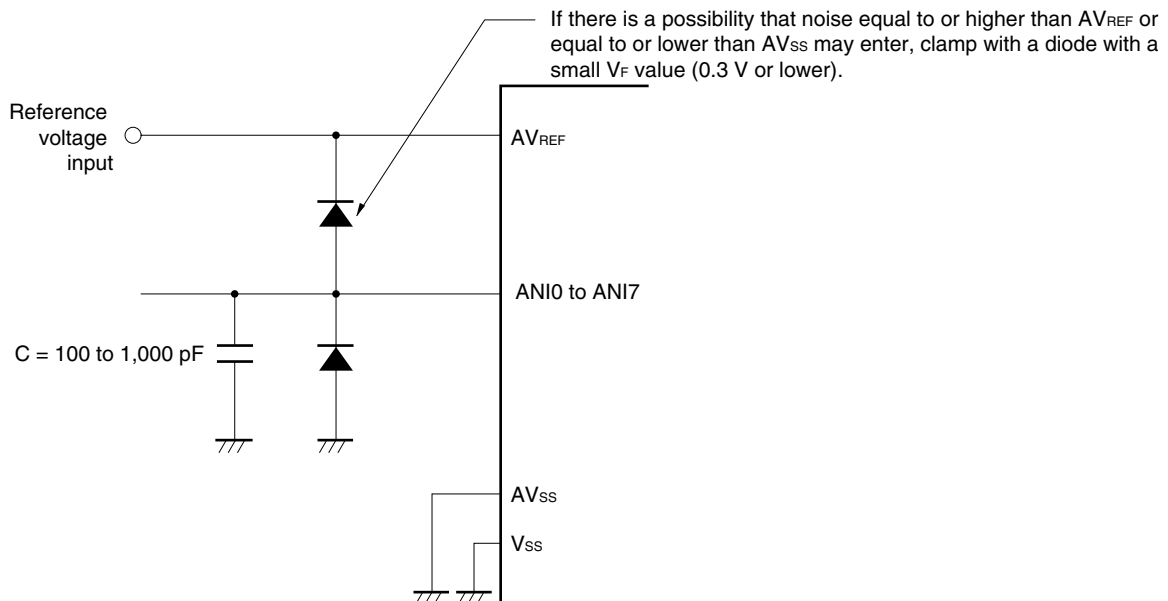 If there is a possibility that noise equal to or higher than AVREF or
equal to or lower than AVSS may enter, clamp with a diode with a
small VF value (0.3 V or lower).
Reference
voltage
input
AVREF
ANI0 to ANI7
C = 100 to 1,000 pF
AVSS
VSS